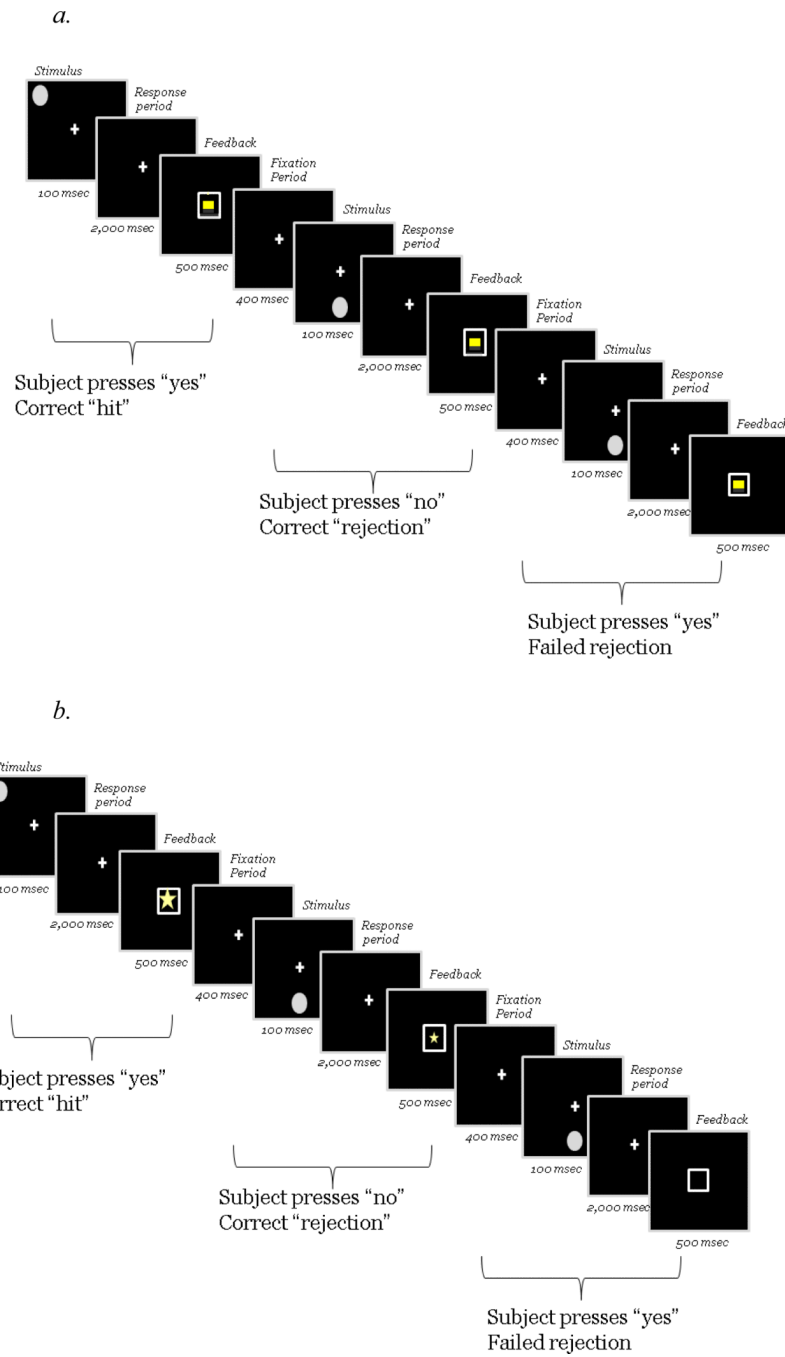 a.
Stimulus
Response
period
Feedback
Fixation
Period
Stimulus
Response
period
Feedback
Fixation
Period
Stimulus
Response
period
Feedback
100 msec
2,000 msec
500 msec
400 msec
100 msec
2,000 msec
500 msec
400 msec
100 msec
2,000 msec
500 msec
Subject presses “yes”
Correct “hit”
Subject presses “no”
Correct “rejection”
Subject presses “yes”
Failed rejection
b.
timulus
Response
period
Feedback
Fixation
Period
Stimulus
Response
period
Feedback
Fixation
Period
Stimulus
Response
period
Feedback
100 msec
2,000 msec
500 msec
400 msec
100 msec
2,000 msec
500 msec
400 msec
100 msec
2,000 msec
500 msec
bject presses “yes”
rrect “hit”
Subject presses “no”
Correct “rejection”
Subject presses “yes”
Failed rejection